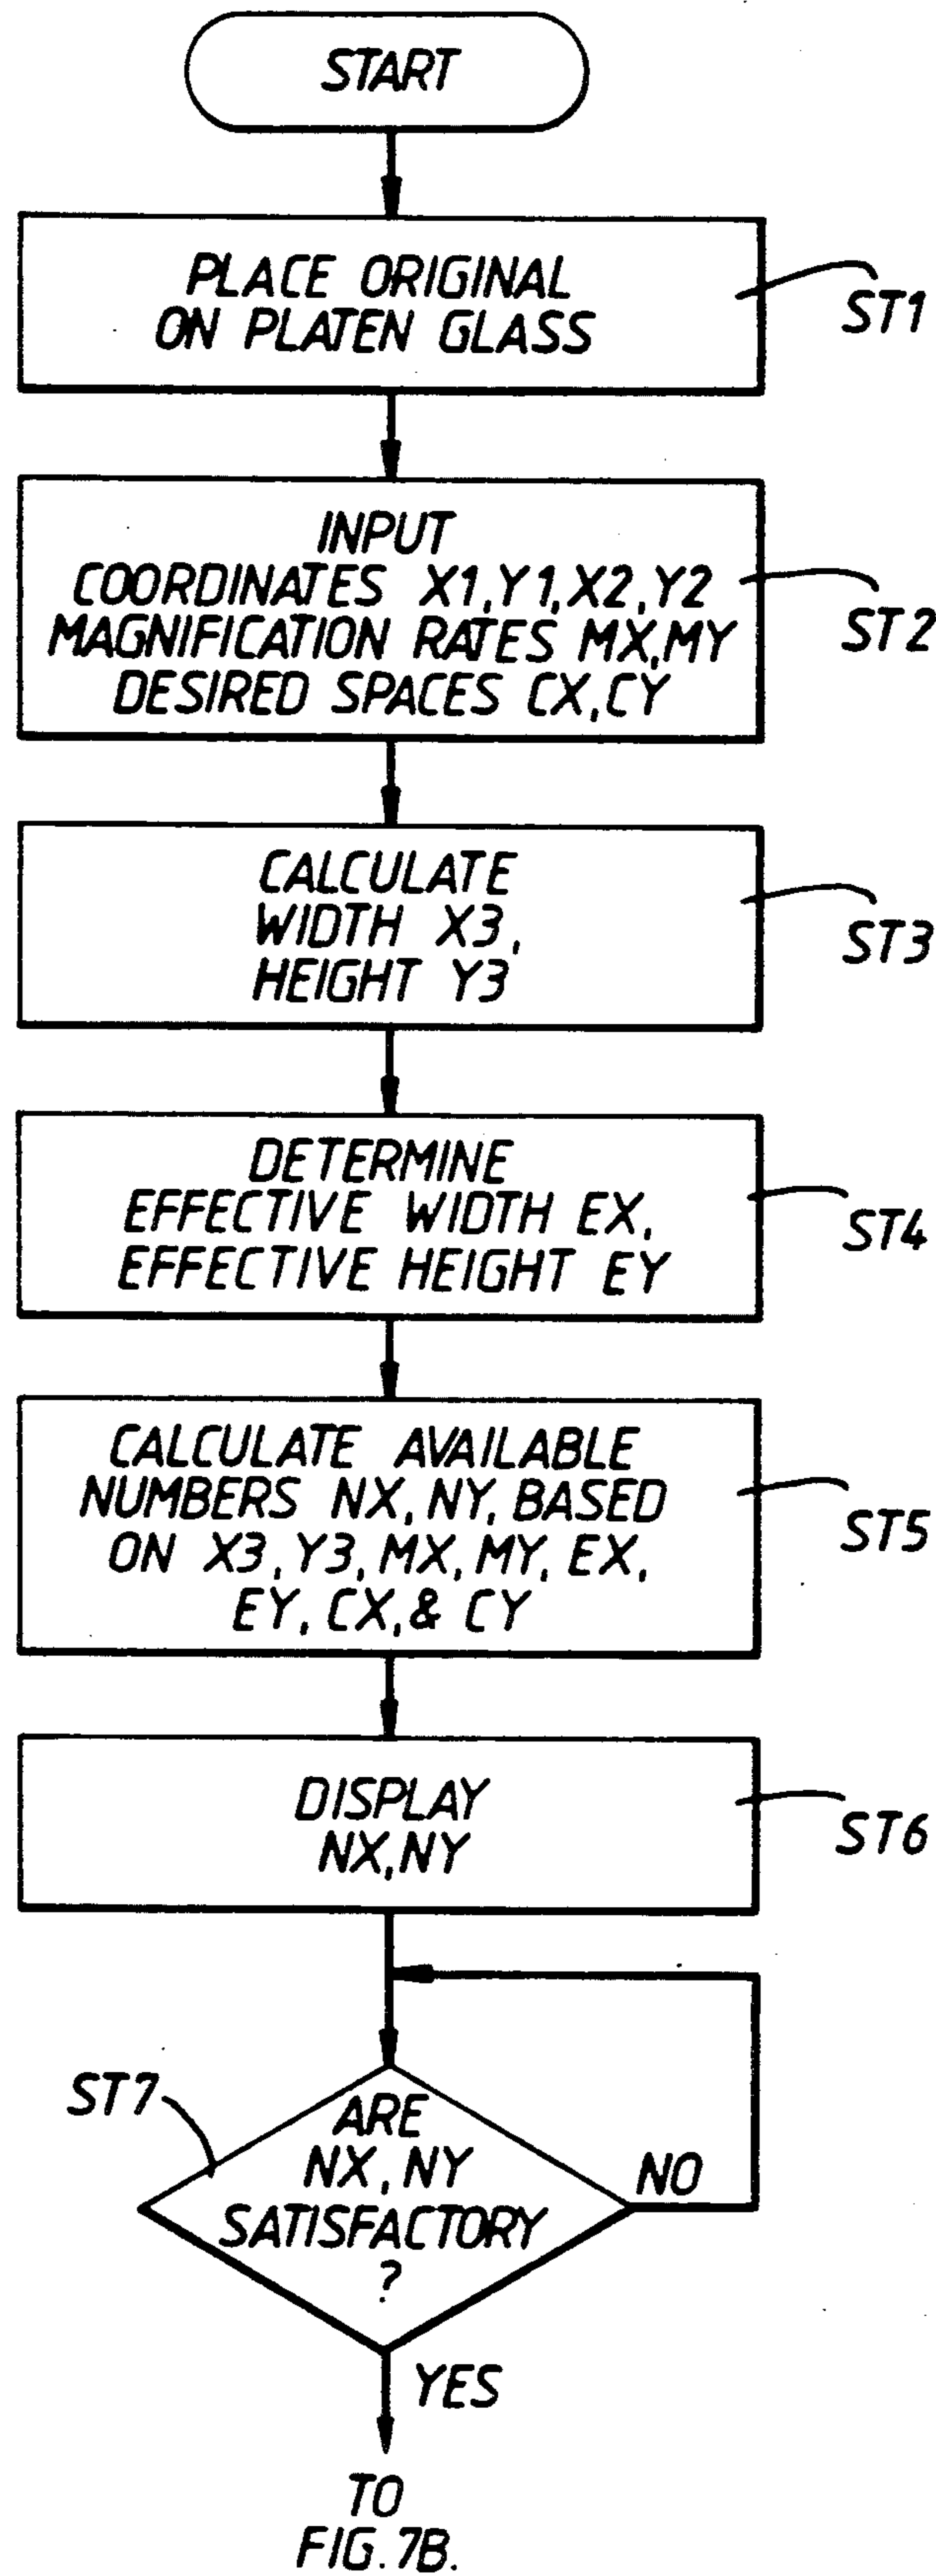 START
PLACE ORIGINAL
ON PLATEN GLASS
ST1
INPUT
COORDINATES X1,Y1,X2,Y2
MAGNIFICATION RATES MX,MY
DESIRED SPACES CX,CY
ST2
CALCULATE
WIDTH X3,
HEIGHT Y3
ST3
DETERMINE
EFFECTIVE WIDTH EX,
EFFECTIVE HEIGHT EY
ST4
CALCULATE AVAILABLE
NUMBERS NX, NY, BASED
ON X3, Y3, MX, MY, EX,
EY, CX, & CY
ST5
DISPLAY
NX,NY
ST6
ST7
ARE
NX, NY
SATISFACTORY
?
NO
YES
TO
FIG. 7B.